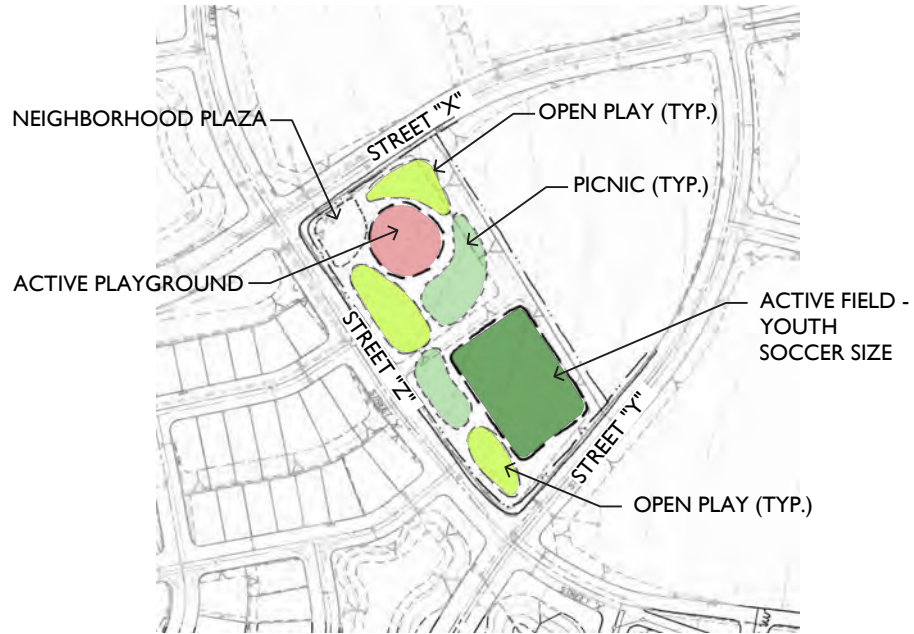 STREET "X"
OPEN PLAY (TYP.)
NEIGHBORHOOD PLAZA
PICNIC (TYP.)
ACTIVE PLAYGROUND
ACTIVE FIELD -
YOUTH
SOCCER SIZE
STREET "Z"
STREET "Y"
OPEN PLAY (TYP.)